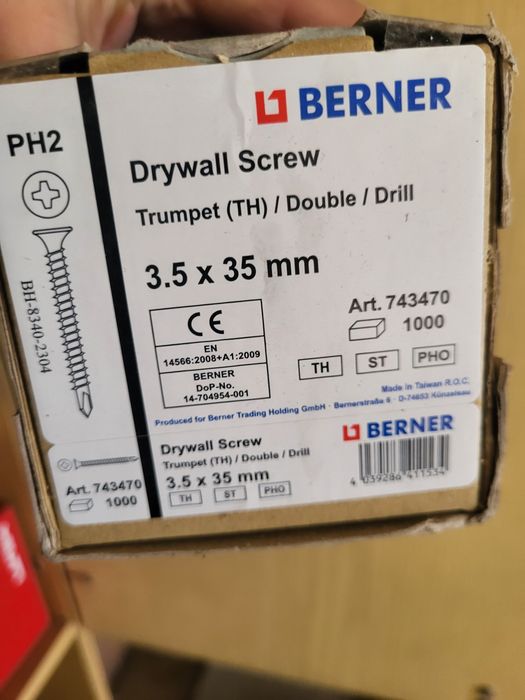 PH2
BH-8340-2304
BERNER
Drywall Screw
Trumpet (TH) / Double / Drill
3.5 x 35 mm
CE
EN
14566:2008+A1:2009
BERNER
DoP-No.
14-704954-001
Art. 743470
1000
TH ST PHO
Made in Taiwan R.O.C.
Produced for Berner Trading Holding GmbH · Bernerstraße 6 · D-74653 Künzelsau
Art. 743470
1000
Drywall Screw
Trumpet (TH) / Double / Drill
3.5 x 35 mm
TH ST PHO
BERNER
4 039286 411534